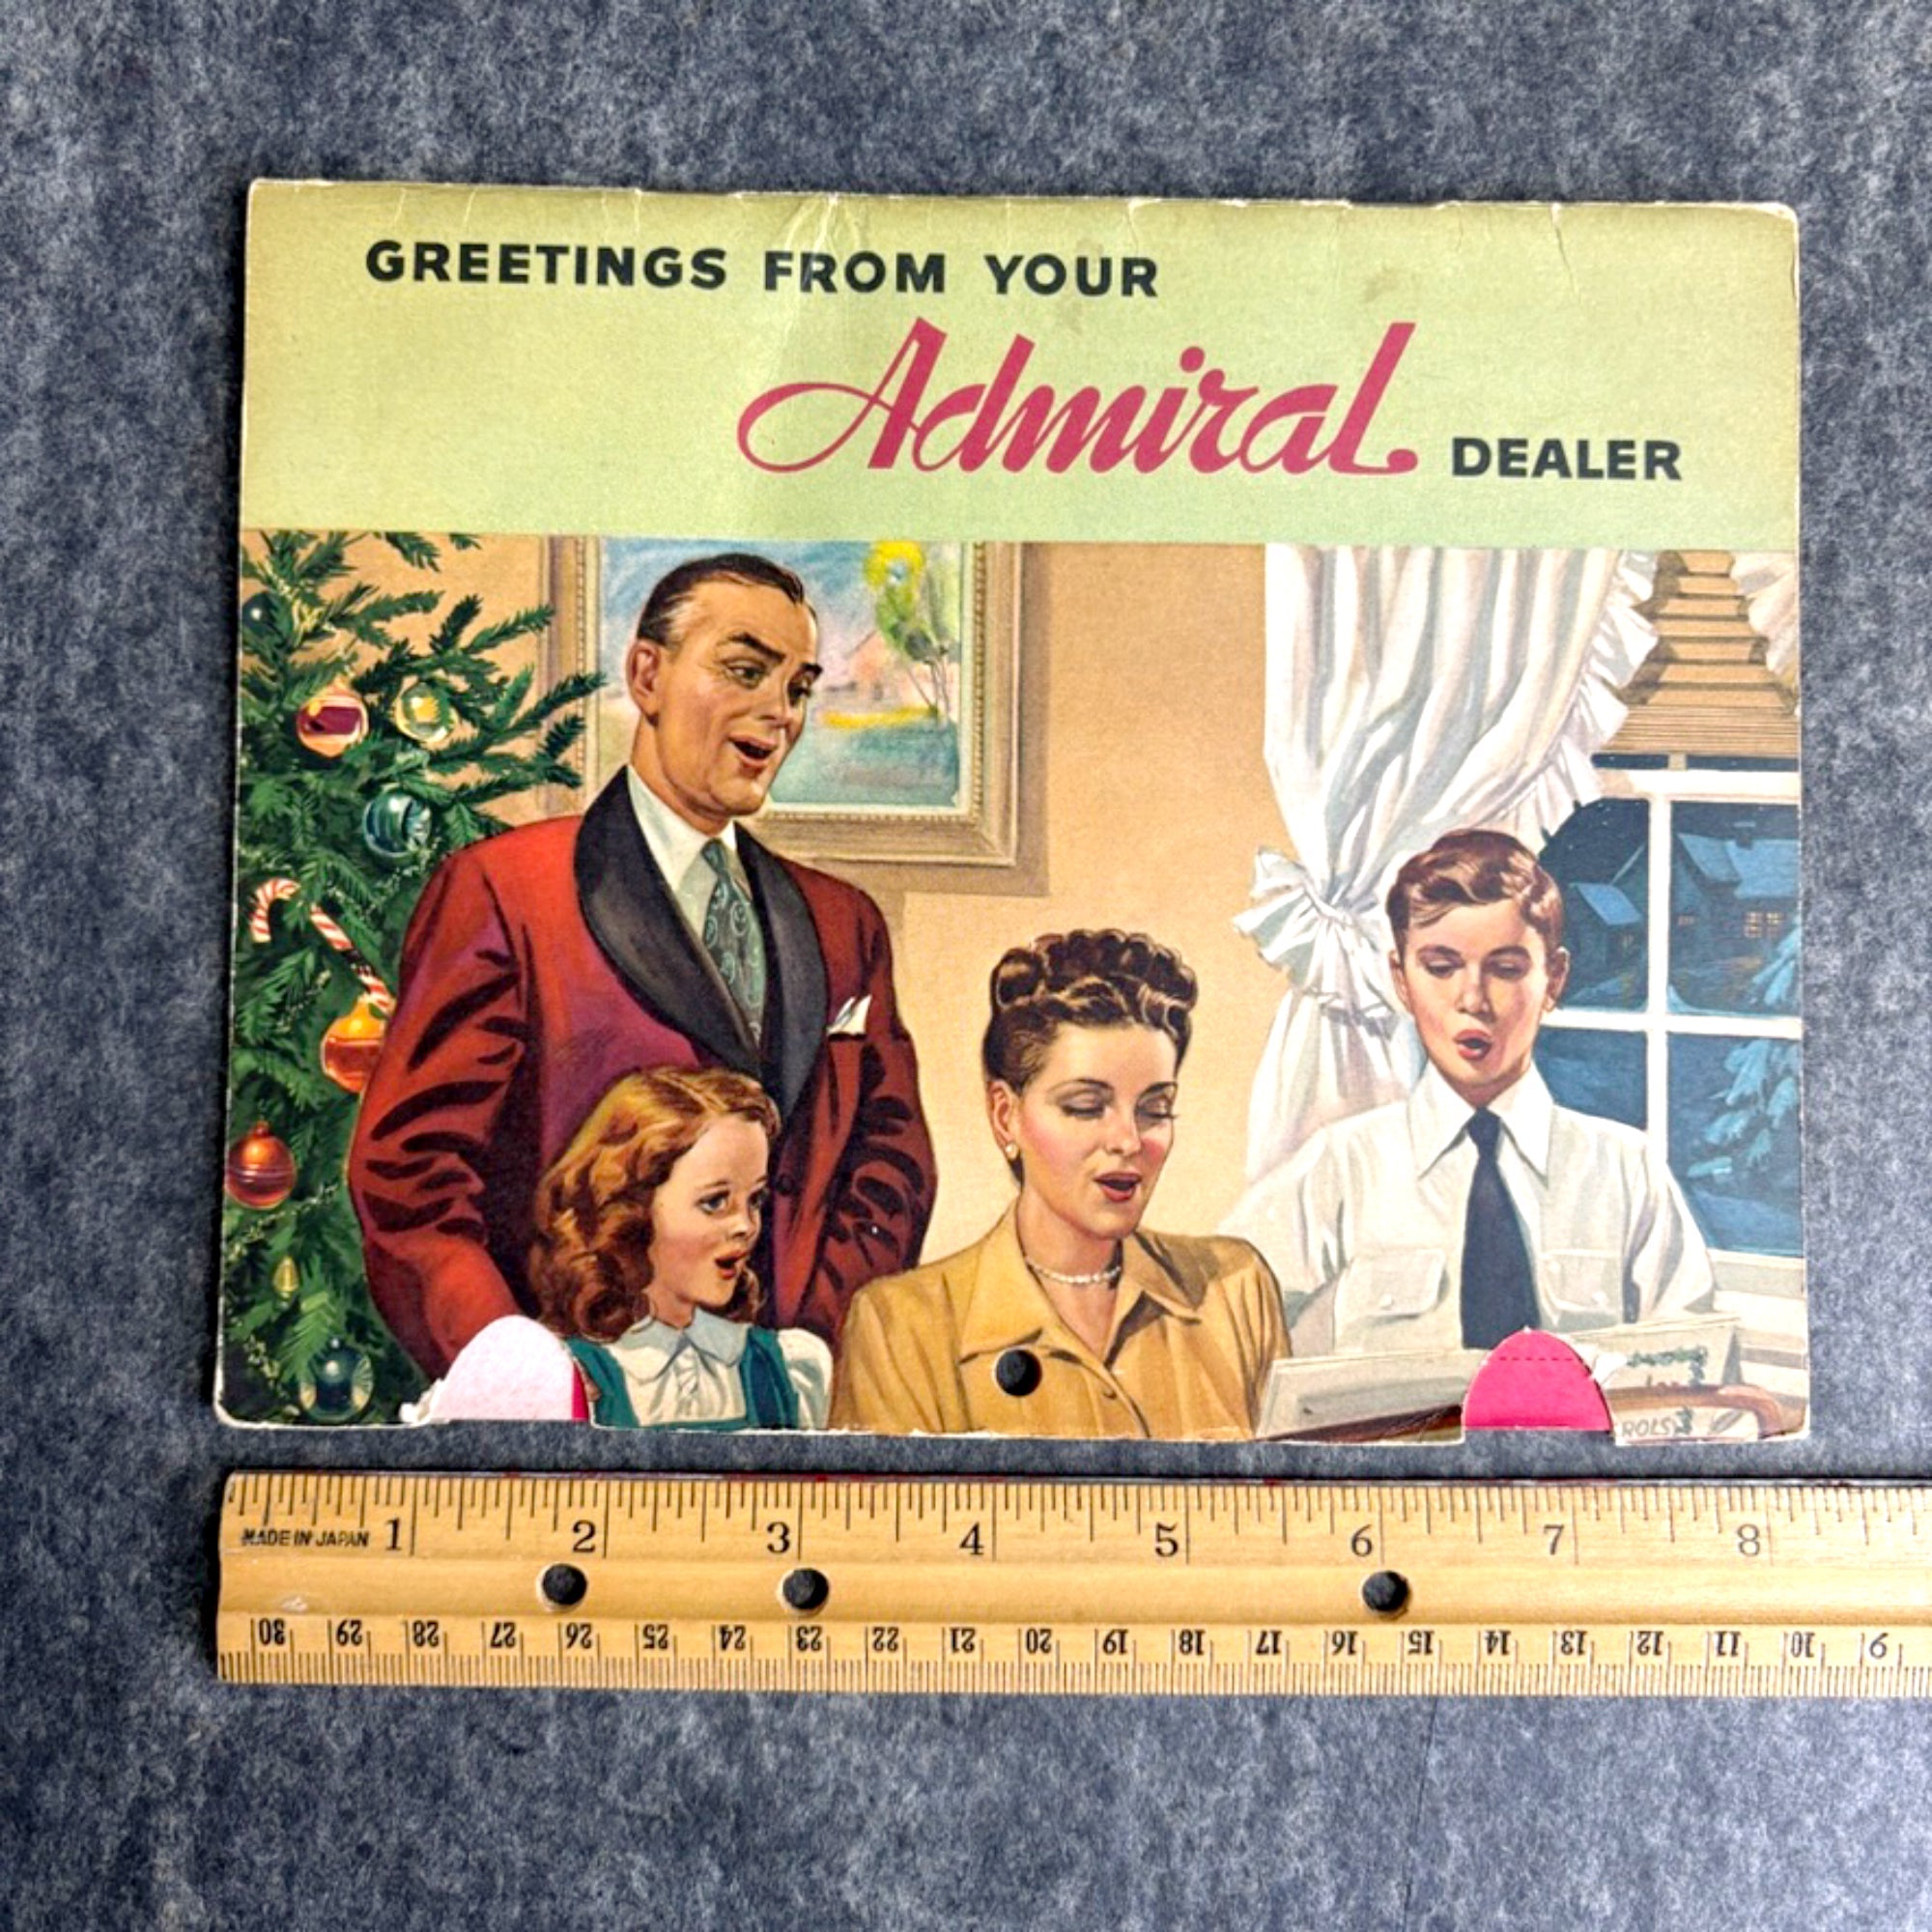 GREETINGS FROM YOUR
Admiral DEALER
ROLS
MADE IN JAPAN 1 2 3 4 5 6 7 8
30 29 28 27 26 25 24 23 22 21 20 19 18 17 16 15 14 13 12 11 10 9